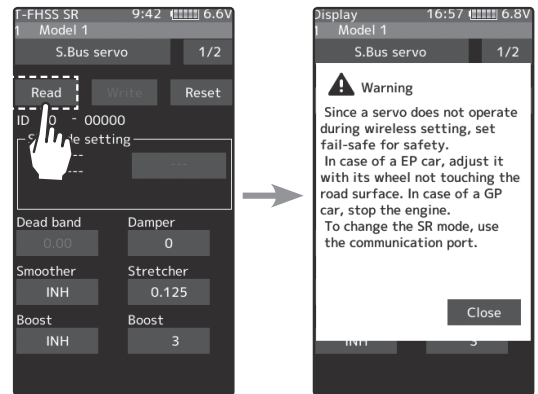 T-FHSS SR 9:42 6.6V
1 Model 1
S.Bus servo 1/2
Read Write Reset
ID 0 - 00000
de setting
---
---
---
Dead band Damper
0.00 0
Smoother Stretcher
INH 0.125
Boost Boost
INH 3
Display 16:57 6.8V
1 Model 1
S.Bus servo 1/2
Warning
Since a servo does not operate
during wireless setting, set
fail-safe for safety.
In case of a EP car, adjust it
with its wheel not touching the
road surface. In case of a GP
car, stop the engine.
To change the SR mode, use
the communication port.
Close
INH 3